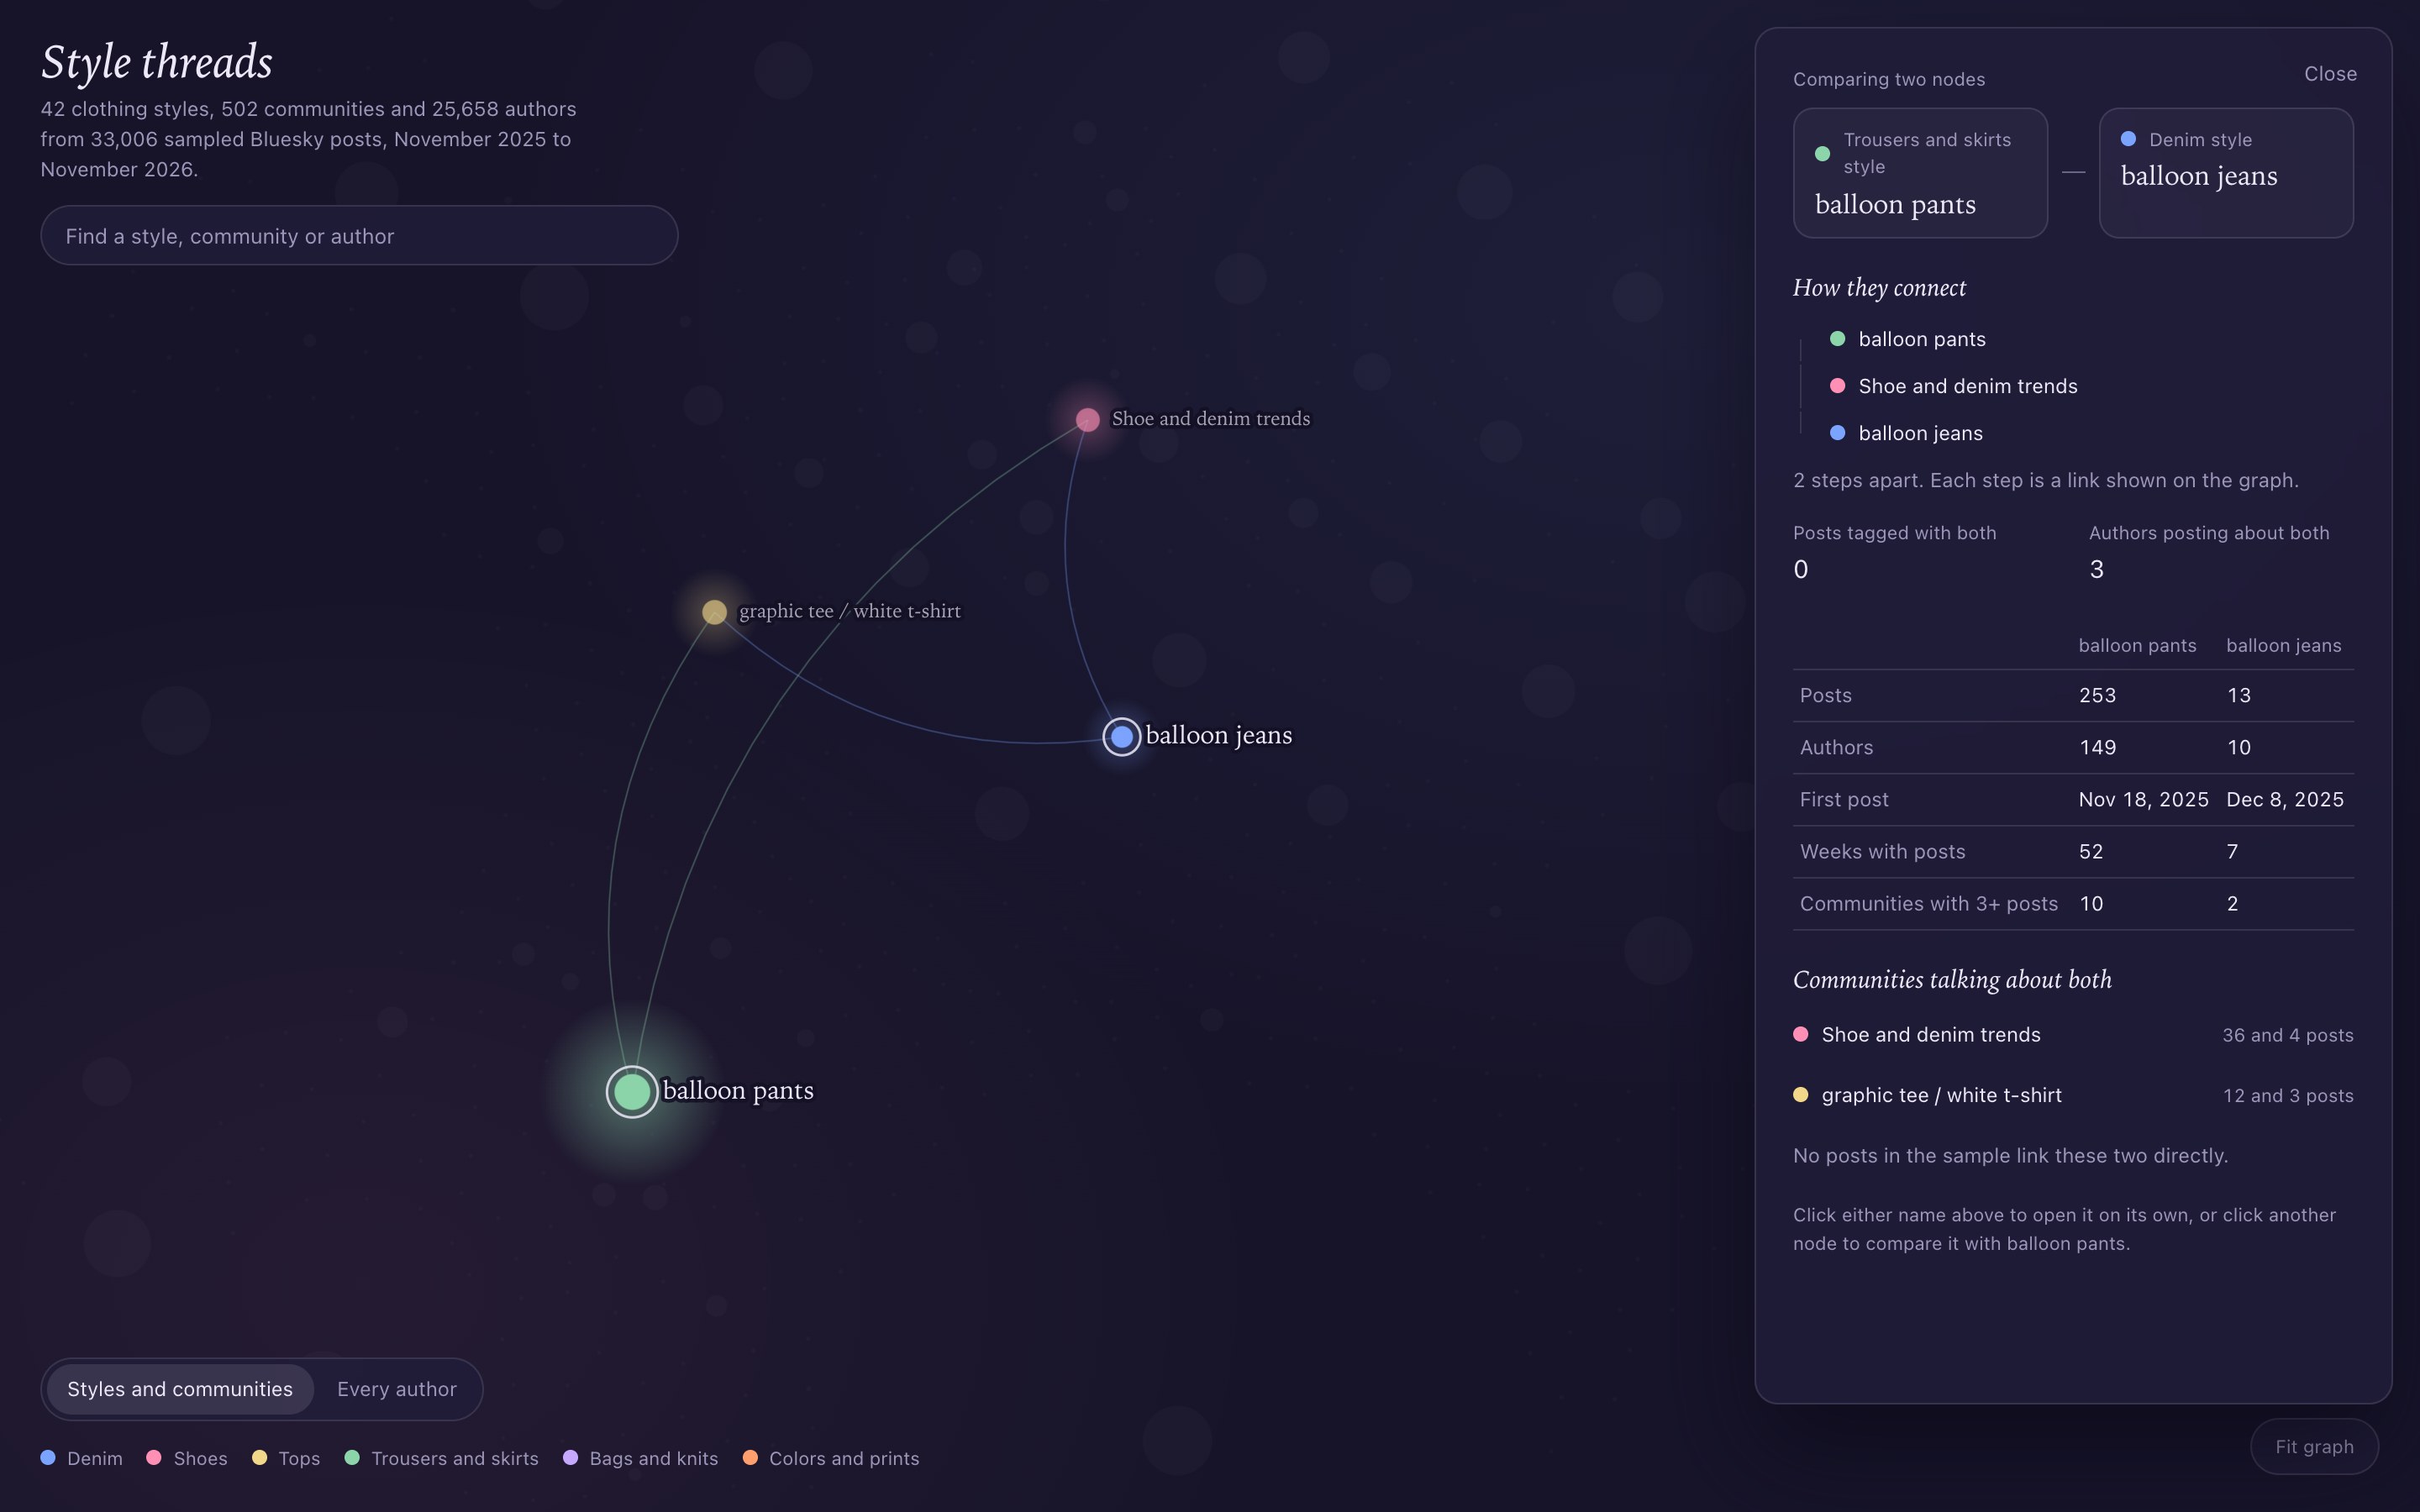 Style threads
42 clothing styles, 502 communities and 25,658 authors
from 33,006 sampled Bluesky posts, November 2025 to
November 2026.
Find a style, community or author
Shoe and denim trends
graphic tee / white t-shirt
balloon jeans
balloon pants
Styles and communities
Every author
Denim
Shoes
Tops
Trousers and skirts
Bags and knits
Colors and prints
Comparing two nodes
Close
Trousers and skirts
style
balloon pants
—
Denim style
balloon jeans
How they connect
balloon pants
Shoe and denim trends
balloon jeans
2 steps apart. Each step is a link shown on the graph.
Posts tagged with both
0
Authors posting about both
3
balloon pants balloon jeans
Posts 253 13
Authors 149 10
First post Nov 18, 2025 Dec 8, 2025
Weeks with posts 52 7
Communities with 3+ posts 10 2
Communities talking about both
Shoe and denim trends 36 and 4 posts
graphic tee / white t-shirt 12 and 3 posts
No posts in the sample link these two directly.
Click either name above to open it on its own, or click another
node to compare it with balloon pants.
Fit graph